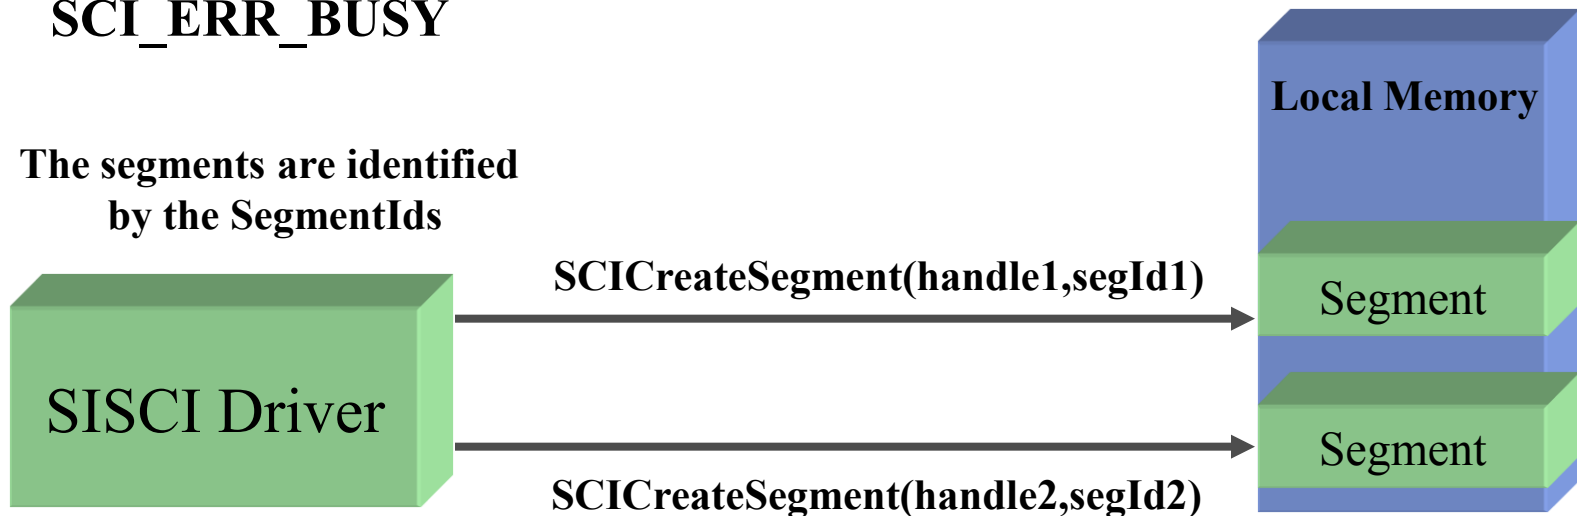 SCI_ERR_BUSY
Local Memory
The segments are identified
by the SegmentIds
SCICreateSegment(handle1,segId1)
Segment
SISCI Driver
Segment
SCICreateSegment(handle2,segId2)